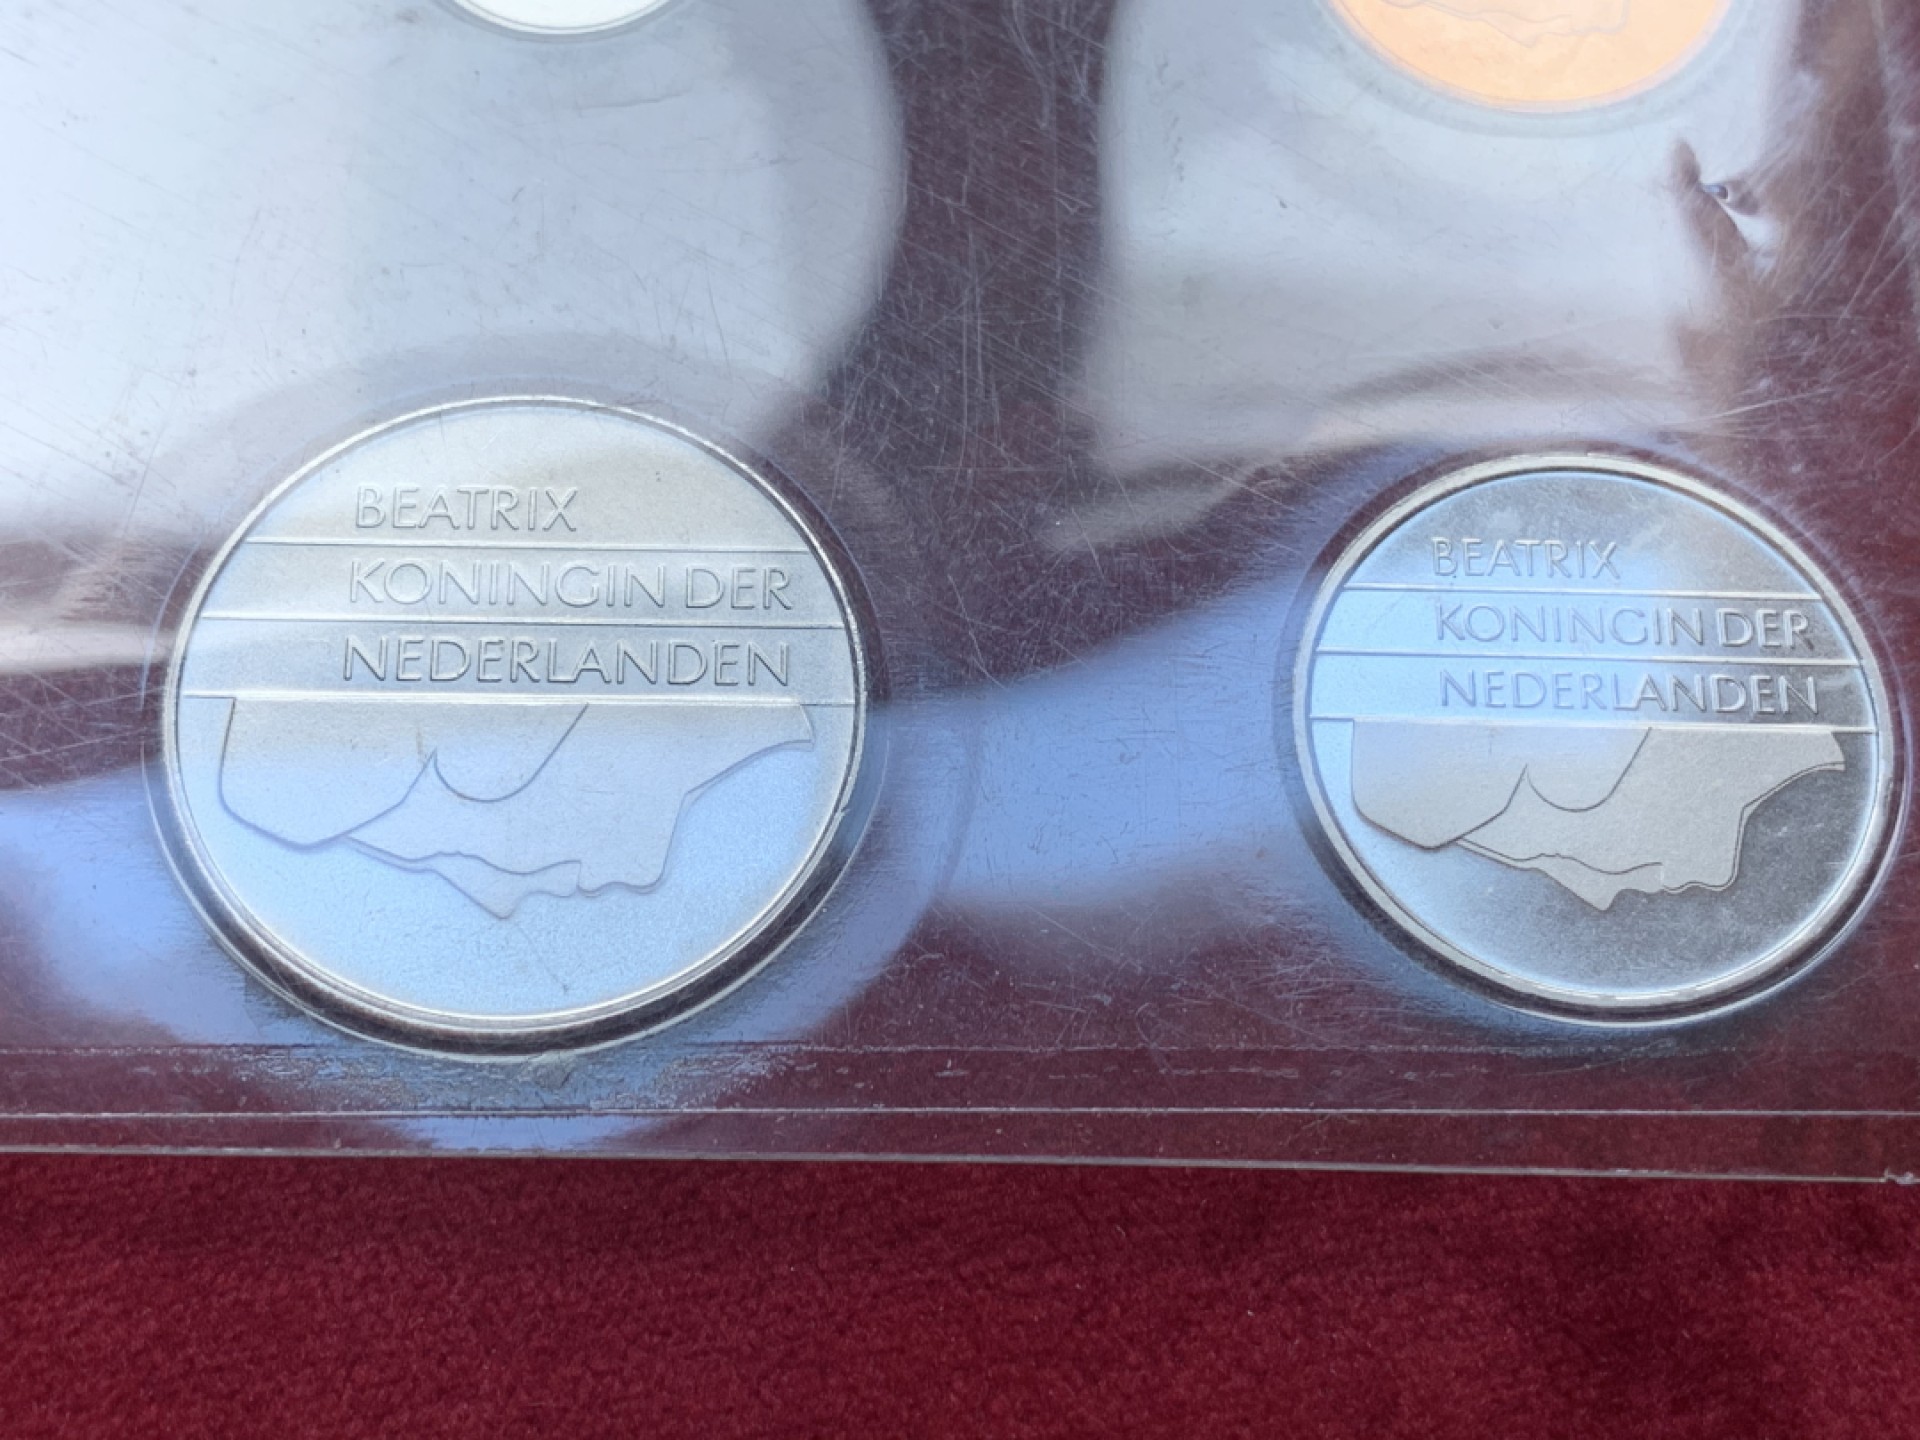 BEATRIX
KONINGIN DER
NEDERLANDEN
BEATRIX
KONINGIN DER
NEDERLANDEN